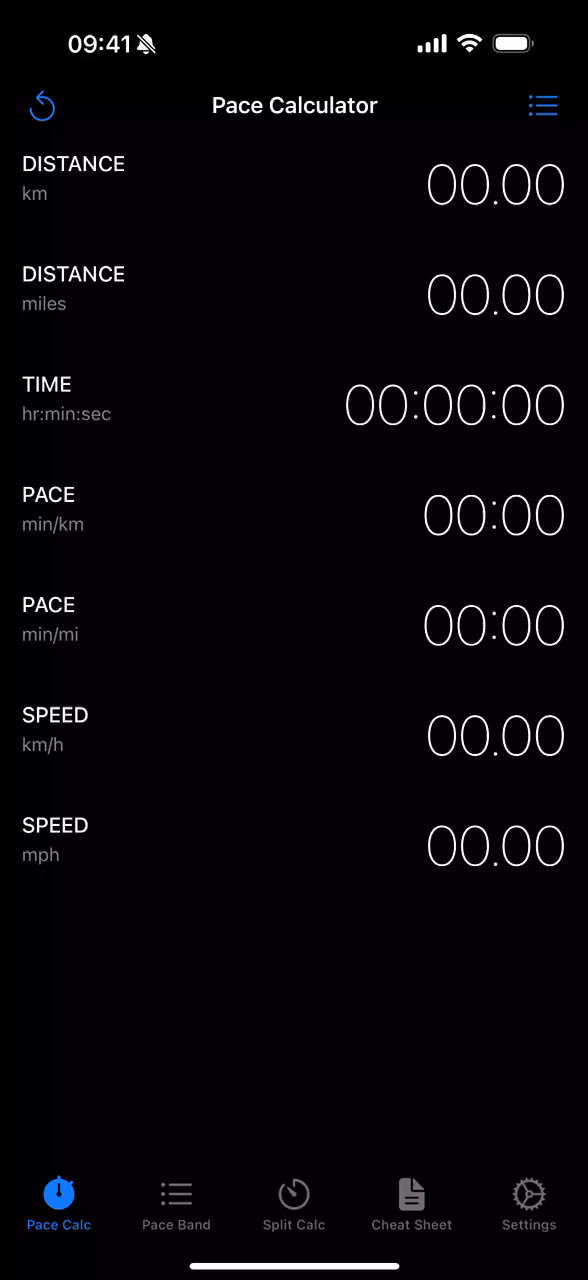 09:41
Pace Calculator
DISTANCE
km
00.00
DISTANCE
miles
00.00
TIME
hr:min:sec
00:00:00
PACE
min/km
00:00
PACE
min/mi
00:00
SPEED
km/h
00.00
SPEED
mph
00.00
Pace Calc
Pace Band
Split Calc
Cheat Sheet
Settings